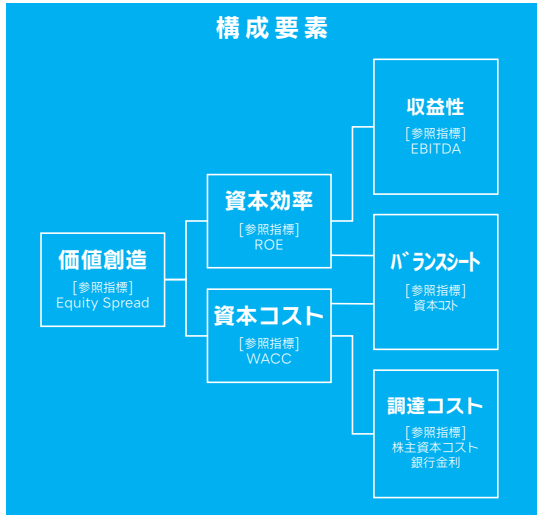 構成要素
収益性
[参照指標]
EBITDA
資本効率
[参照指標]
ROE
価値創造
[参照指標]
Equity Spread
バランスシート
[参照指標]
資本コスト
資本コスト
[参照指標]
WACC
調達コスト
[参照指標]
株主資本コスト
銀行金利